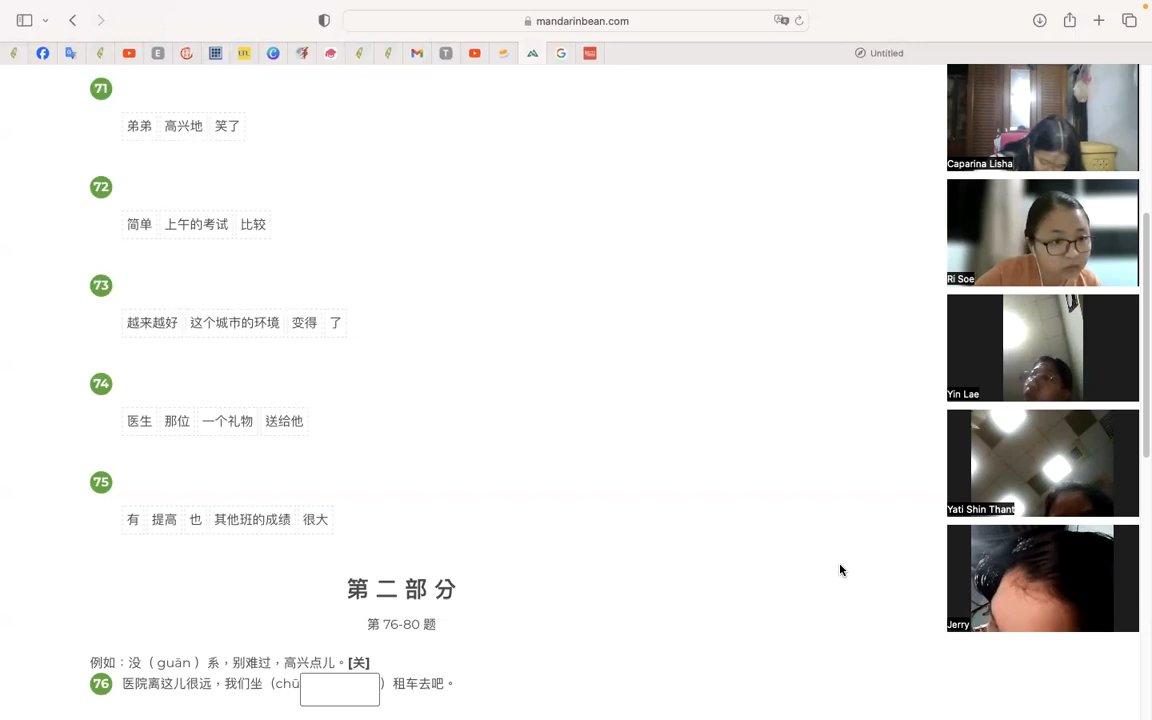 mandarinbean.com
Untitled
71
弟弟 高兴地 笑了
72
简单 上午的考试 比较
73
越来越好 这个城市的环境 变得 了
74
医生 那位 一个礼物 送给他
75
有 提高 也 其他班的成绩 很大
第二部分
第 76-80 题
例如：没（ guān ）系，别难过，高兴点儿。[关]
76 医院离这儿很远，我们坐（chū ）租车去吧。
Caparina Lisha
Ri Soe
Yin Lae
Yati Shin Thant
Jerry